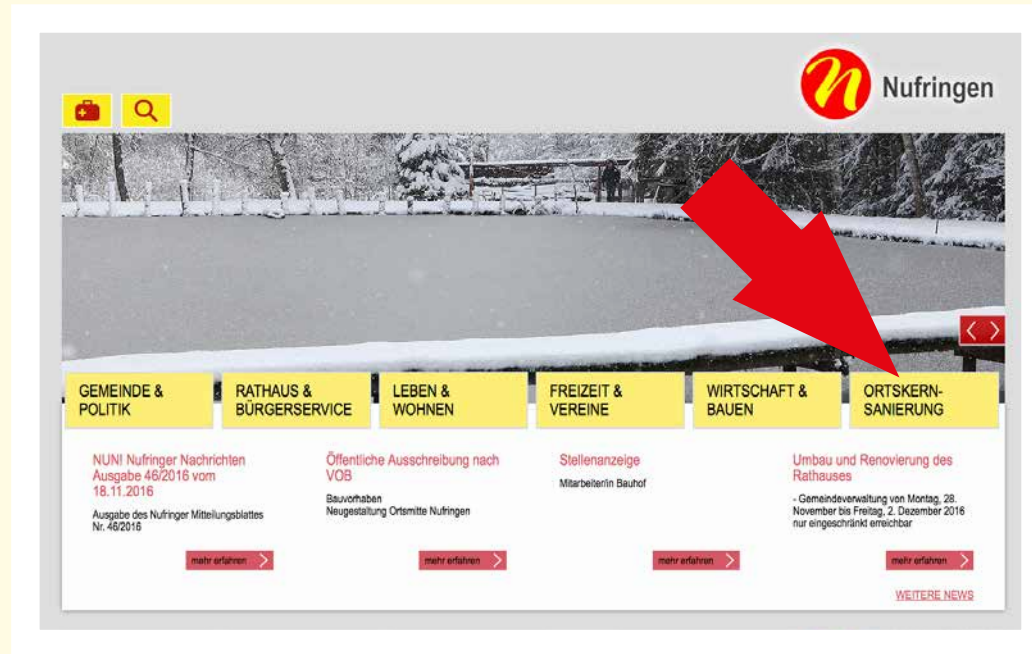 Nufringen
GEMEINDE &
POLITIK
RATHAUS &
BÜRGERSERVICE
LEBEN &
WOHNEN
FREIZEIT &
VEREINE
WIRTSCHAFT &
BAUEN
ORTSKERN-
SANIERUNG
NUN! Nufringer Nachrichten
Ausgabe 46/2016 vom
18.11.2016
Ausgabe des Nufringer Mitteilungsblattes
Nr. 46/2016
mehr erfahren
Öffentliche Ausschreibung nach
VOB
Bauvorhaben
Neugestaltung Ortsmitte Nufringen
mehr erfahren
Stellenanzeige
Mitarbeiter/in Bauhof
mehr erfahren
Umbau und Renovierung des
Rathauses
- Gemeindeverwaltung von Montag, 28.
November bis Freitag, 2. Dezember 2016
nur eingeschränkt erreichbar
mehr erfahren
WEITERE NEWS